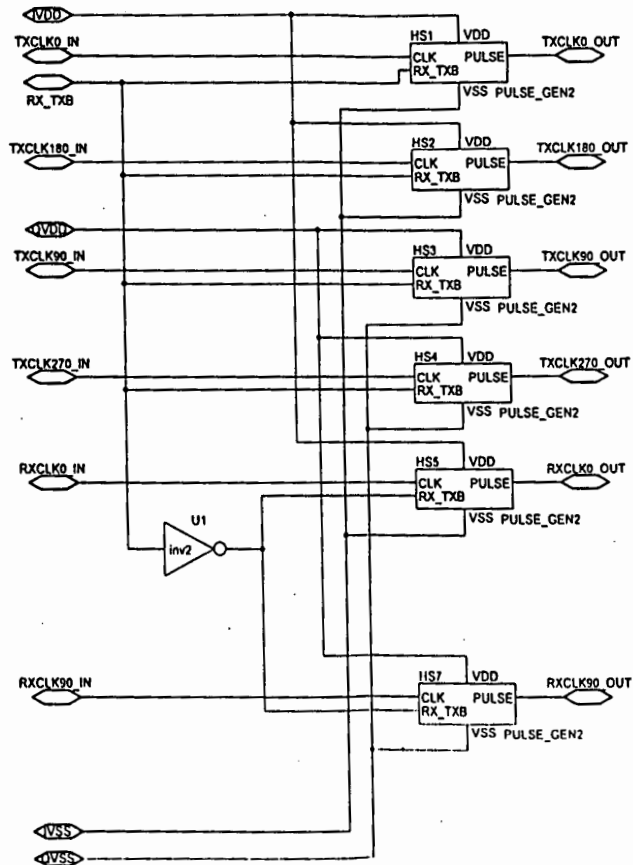 IVDD
HS1 VDD
TXCLK0_IN CLK PULSE TXCLK0_OUT
RX_TXB
RX_TXB VSS PULSE_GEN2
HS2 VDD
TXCLK180_IN CLK PULSE TXCLK180_OUT
RX_TXB
VSS PULSE_GEN2
QVDD
HS3 VDD
TXCLK90_IN CLK PULSE TXCLK90_OUT
RX_TXB
VSS PULSE_GEN2
HS4 VDD
TXCLK270_IN CLK PULSE TXCLK270_OUT
RX_TXB
VSS PULSE_GEN2
HS5 VDD
RXCLK0_IN CLK PULSE RXCLK0_OUT
RX_TXB
VSS PULSE_GEN2
U1
inv2
HS7 VDD
RXCLK90_IN CLK PULSE RXCLK90_OUT
RX_TXB
VSS PULSE_GEN2
IVSS
QVSS